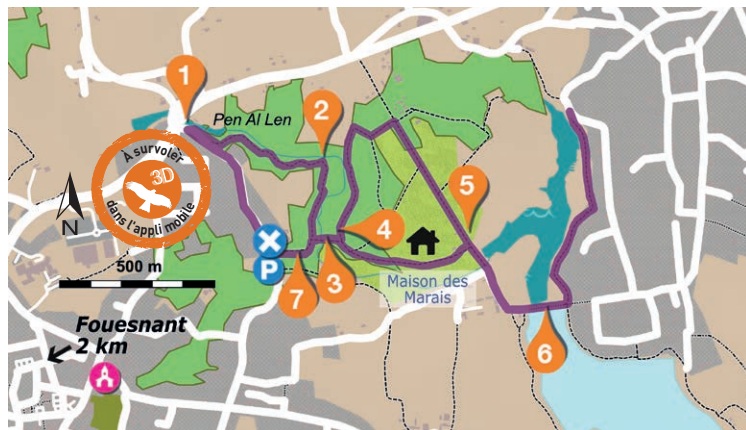 1
2
Pen Al Len
À survoler
3D
dans l'appli mobile
N
5
4
500 m
P
7
3
Maison des
Marais
6
Fouesnant
2 km